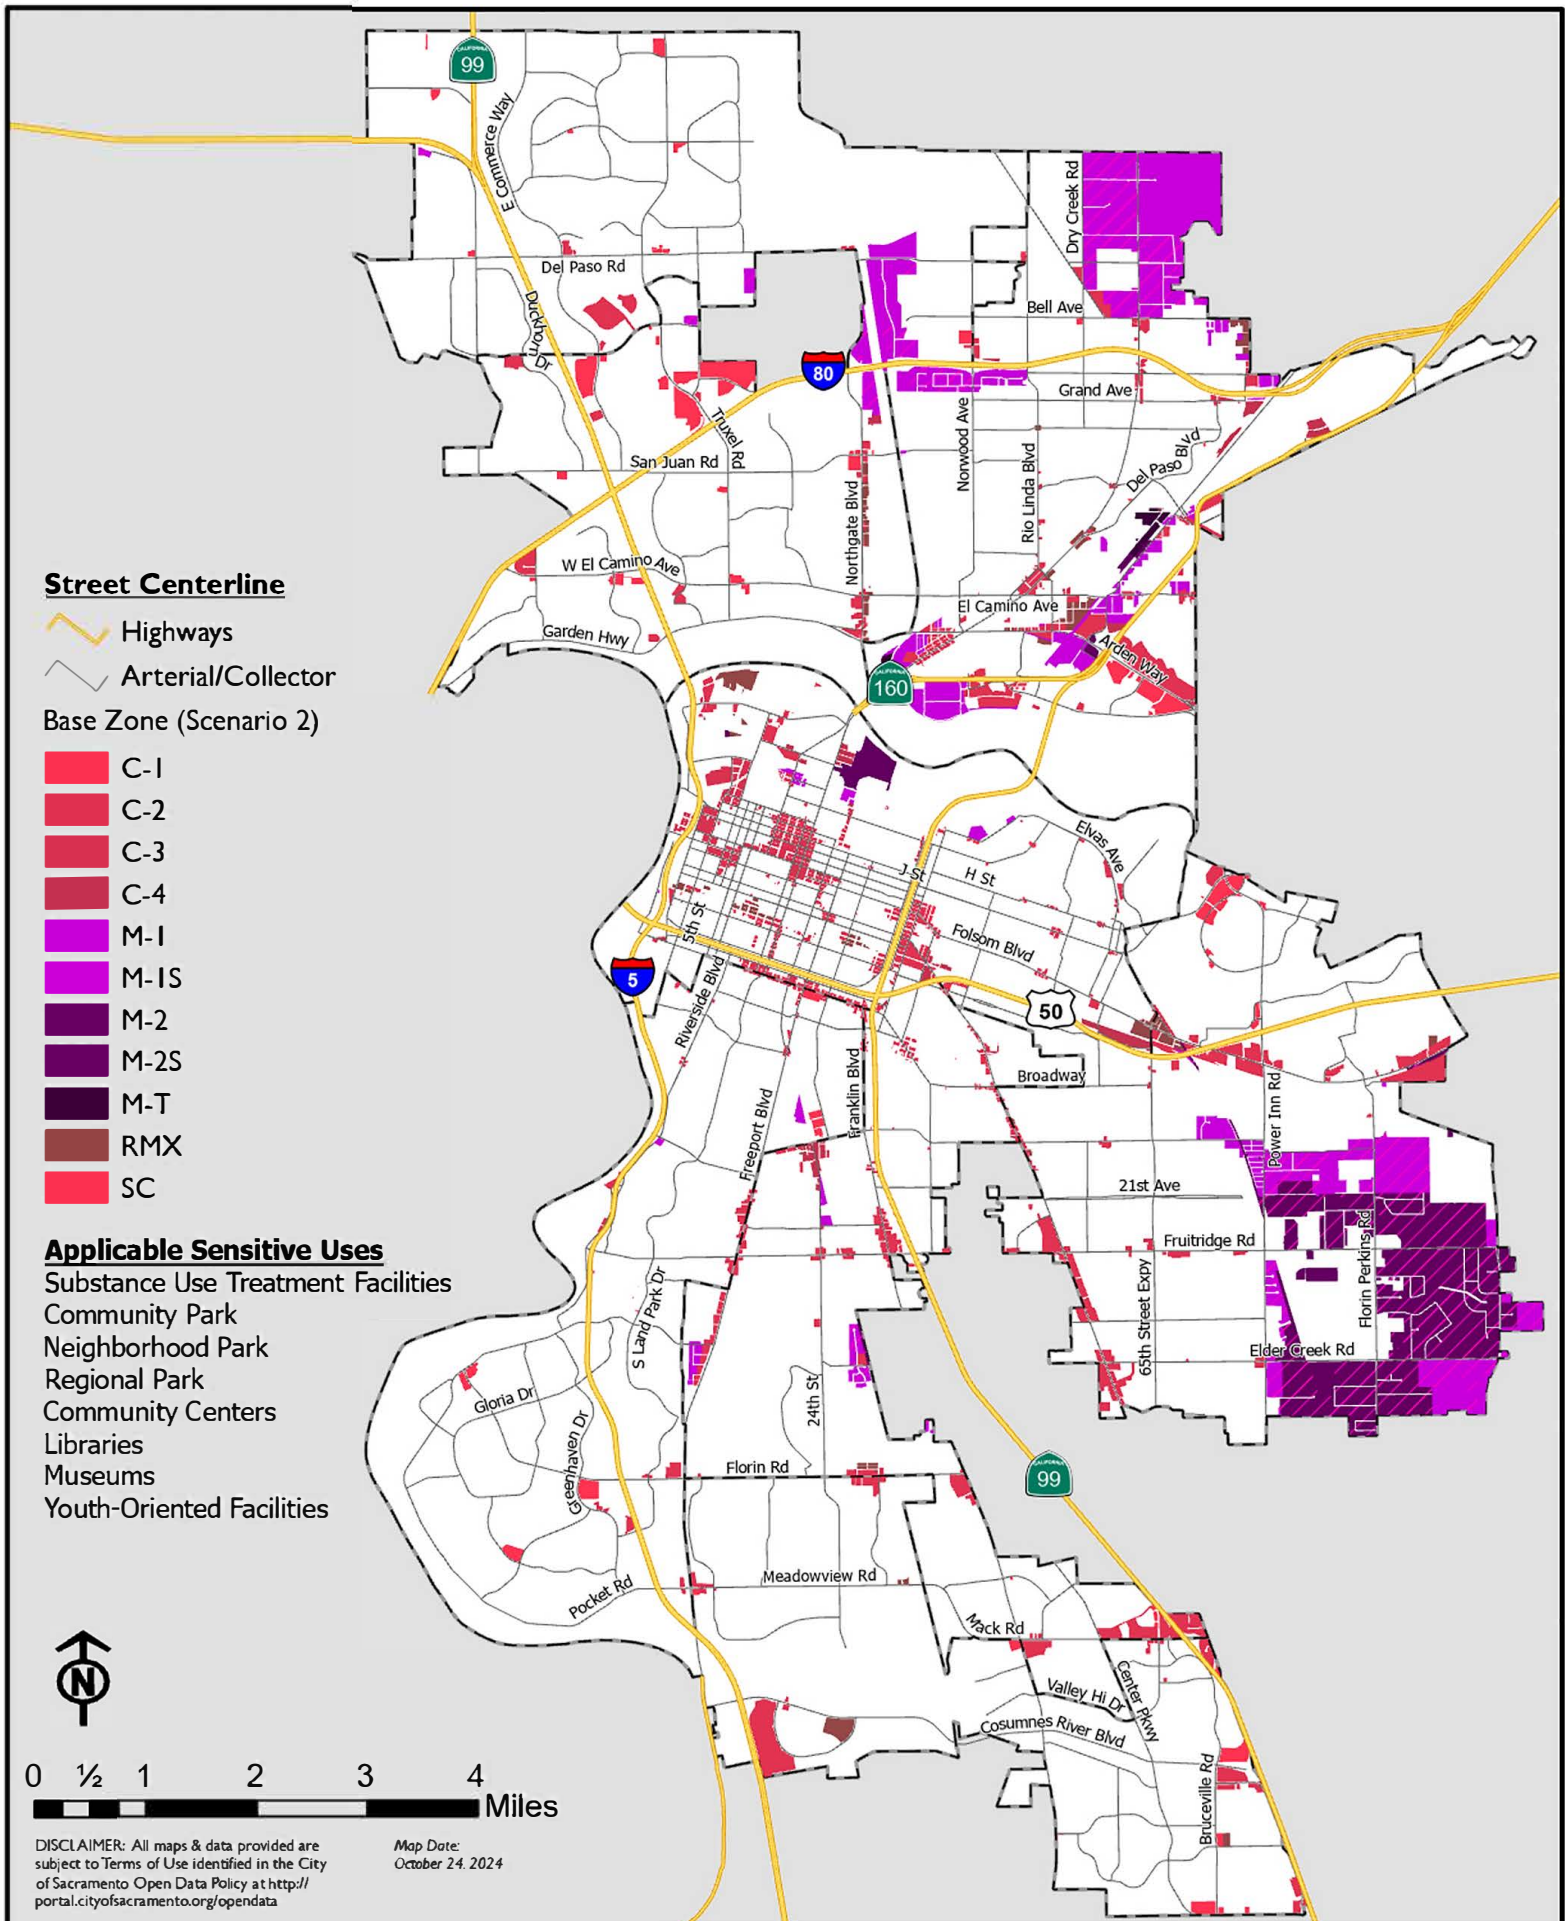 CALIFORNIA
99
E Commerce Way
Dry Creek Rd
Del Paso Rd
Duckhorn
Dr
Bell Ave
80
Grand Ave
Truxel Rd
Norwood Ave
San Juan Rd
Rio Linda Blvd
Del Paso Blvd
Northgate Blvd
W El Camino Ave
El Camino Ave
Garden Hwy
Arden Way
CALIFORNIA
160
Elvas Ave
J St
H St
5th St
Folsom Blvd
5
Riverside Blvd
50
Franklin Blvd
Broadway
Power Inn Rd
Freeport Blvd
21st Ave
Fruitridge Rd
Florin Perkins Rd
65th Street Expy
S Land Park Dr
Elder Creek Rd
Gloria Dr
24th St
Greenhaven Dr
Florin Rd
CALIFORNIA
99
Meadowview Rd
Pocket Rd
Mack Rd
Center Pkwy
Valley Hi Dr
Cosumnes River Blvd
Bruceville Rd
Street Centerline
Highways
Arterial/Collector
Base Zone (Scenario 2)
C-1
C-2
C-3
C-4
M-1
M-1S
M-2
M-2S
M-T
RMX
SC
Applicable Sensitive Uses
Substance Use Treatment Facilities
Community Park
Neighborhood Park
Regional Park
Community Centers
Libraries
Museums
Youth-Oriented Facilities
N
0 ½ 1 2 3 4
Miles
DISCLAIMER: All maps & data provided are
subject to Terms of Use identified in the City
of Sacramento Open Data Policy at http://
portal.cityofsacramento.org/opendata
Map Date:
October 24. 2024